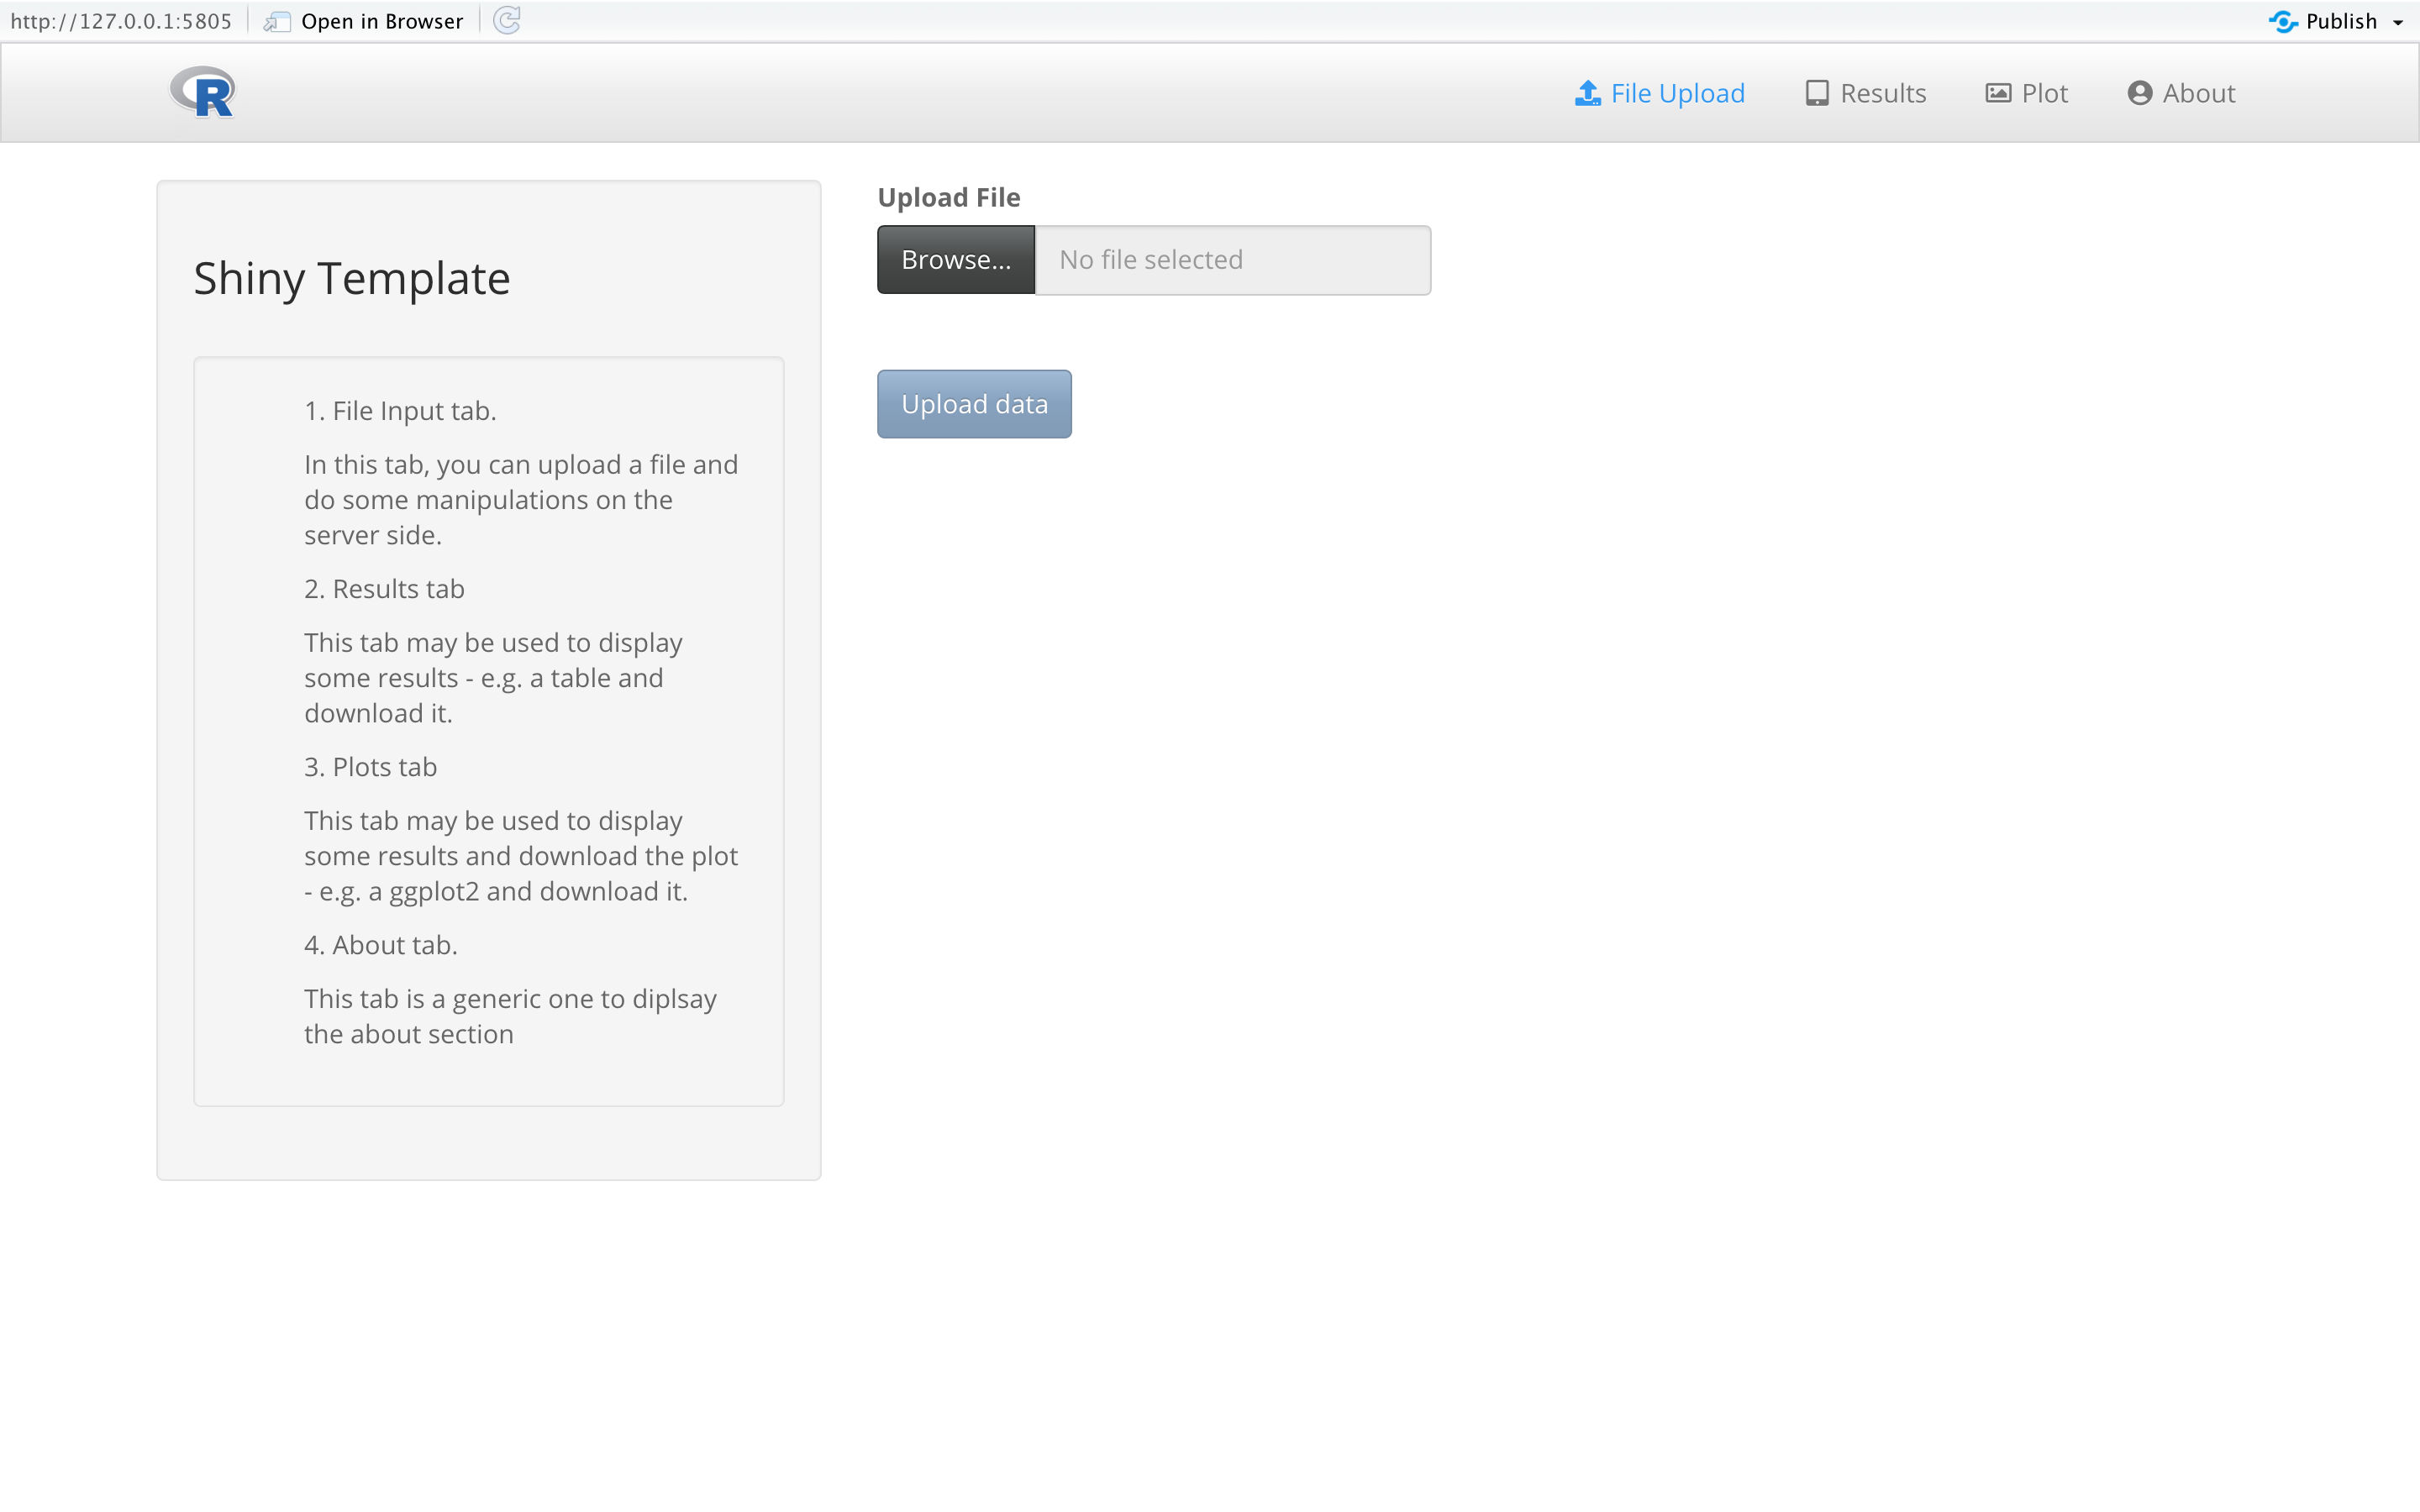 http://127.0.0.1:5805 Open in Browser Publish
R File Upload Results Plot About
Upload File
Browse... No file selected
Shiny Template
Upload data
1. File Input tab.
In this tab, you can upload a file and
do some manipulations on the
server side.
2. Results tab
This tab may be used to display
some results - e.g. a table and
download it.
3. Plots tab
This tab may be used to display
some results and download the plot
- e.g. a ggplot2 and download it.
4. About tab.
This tab is a generic one to diplsay
the about section